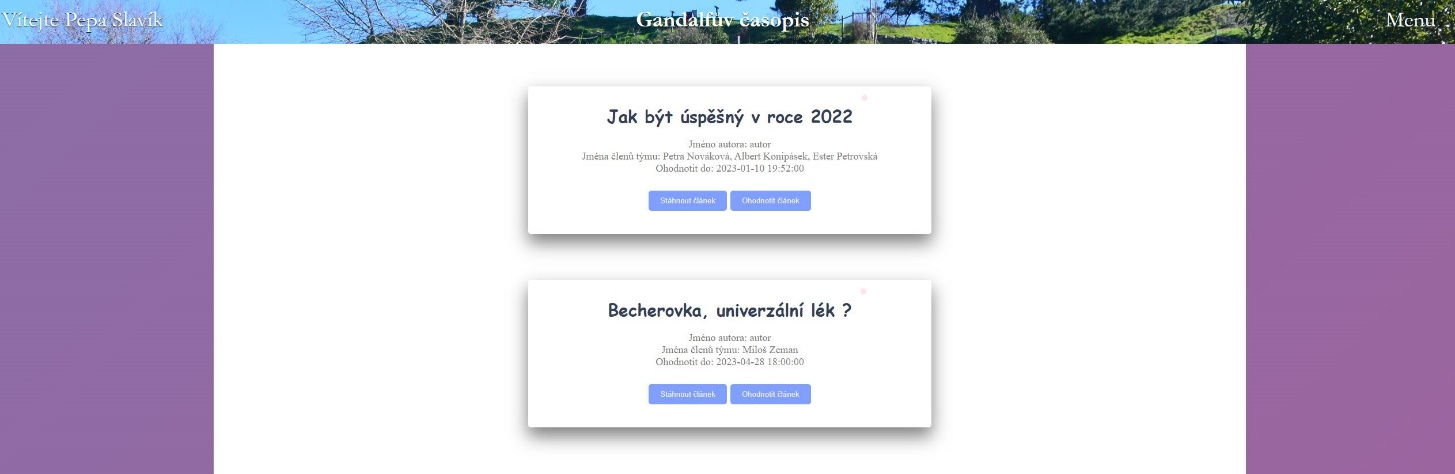 Vítejte Pepa Slavík
Gandalfův časopis
Menu
Jak být úspěšný v roce 2022
Jméno autora: autor
Jména členů týmu: Petra Nováková, Albert Konipásek, Ester Petrovská
Ohodnotit do: 2023-01-10 19:52:00
Stáhnout článek
Ohodnotit článek
Becherovka, univerzální lék ?
Jméno autora: autor
Jména členů týmu: Miloš Zeman
Ohodnotit do: 2023-04-28 18:00:00
Stáhnout článek
Ohodnotit článek